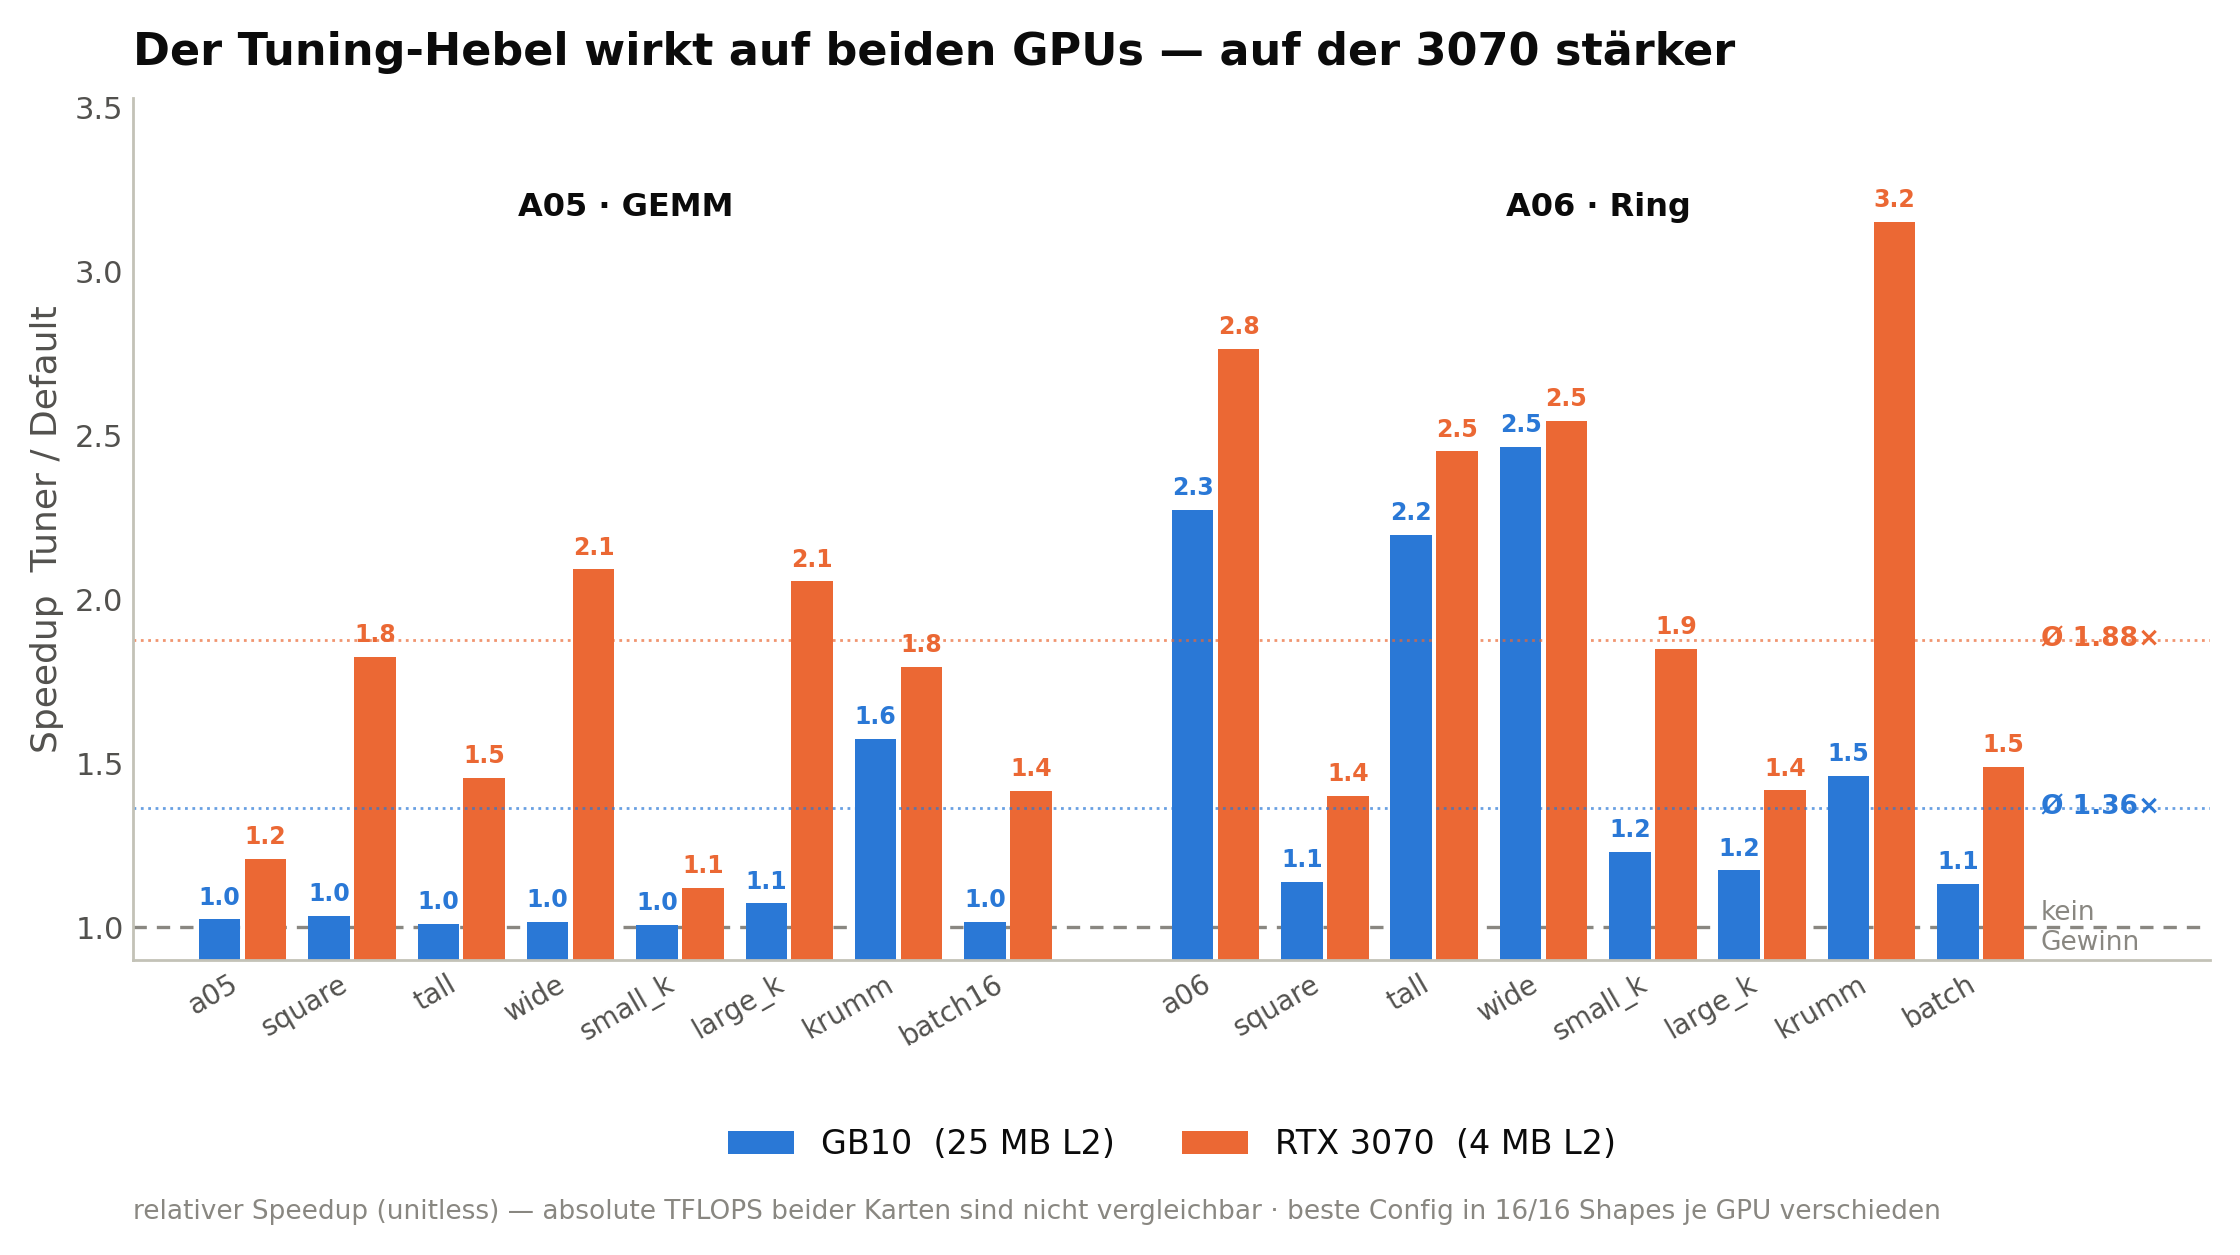 Der Tuning-Hebel wirkt auf beiden GPUs — auf der 3070 stärker
Speedup Tuner / Default
3.5
3.0
2.5
2.0
1.5
1.0
A05 · GEMM
A06 · Ring
1.0 1.2 1.0 1.8 1.0 1.5 1.0 2.1 1.0 1.1 1.1 2.1 1.6 1.8 1.0 1.4
2.3 2.8 1.1 1.4 2.2 2.5 2.5 2.5 1.2 1.9 1.2 1.4 1.5 3.2 1.1 1.5
Ø 1.88×
Ø 1.36×
kein
Gewinn
a05 square tall wide small_k large_k krumm batch16
a06 square tall wide small_k large_k krumm batch
GB10 (25 MB L2) RTX 3070 (4 MB L2)
relativer Speedup (unitless) — absolute TFLOPS beider Karten sind nicht vergleichbar · beste Config in 16/16 Shapes je GPU verschieden